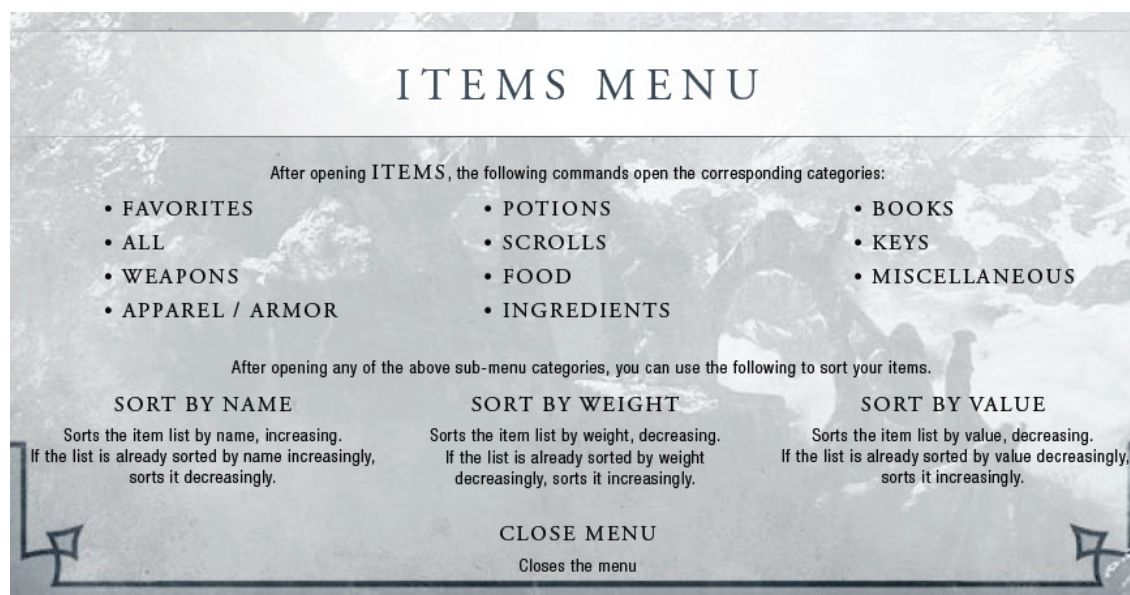 ITEMS MENU
After opening ITEMS, the following commands open the corresponding categories:
• FAVORITES
• ALL
• WEAPONS
• APPAREL / ARMOR
• POTIONS
• SCROLLS
• FOOD
• INGREDIENTS
• BOOKS
• KEYS
• MISCELLANEOUS
After opening any of the above sub-menu categories, you can use the following to sort your items.
SORT BY NAME
Sorts the item list by name, increasing.
If the list is already sorted by name increasingly,
sorts it decreasingly.
SORT BY WEIGHT
Sorts the item list by weight, decreasing.
If the list is already sorted by weight
decreasingly, sorts it increasingly.
SORT BY VALUE
Sorts the item list by value, decreasing.
If the list is already sorted by value decreasingly,
sorts it increasingly.
CLOSE MENU
Closes the menu